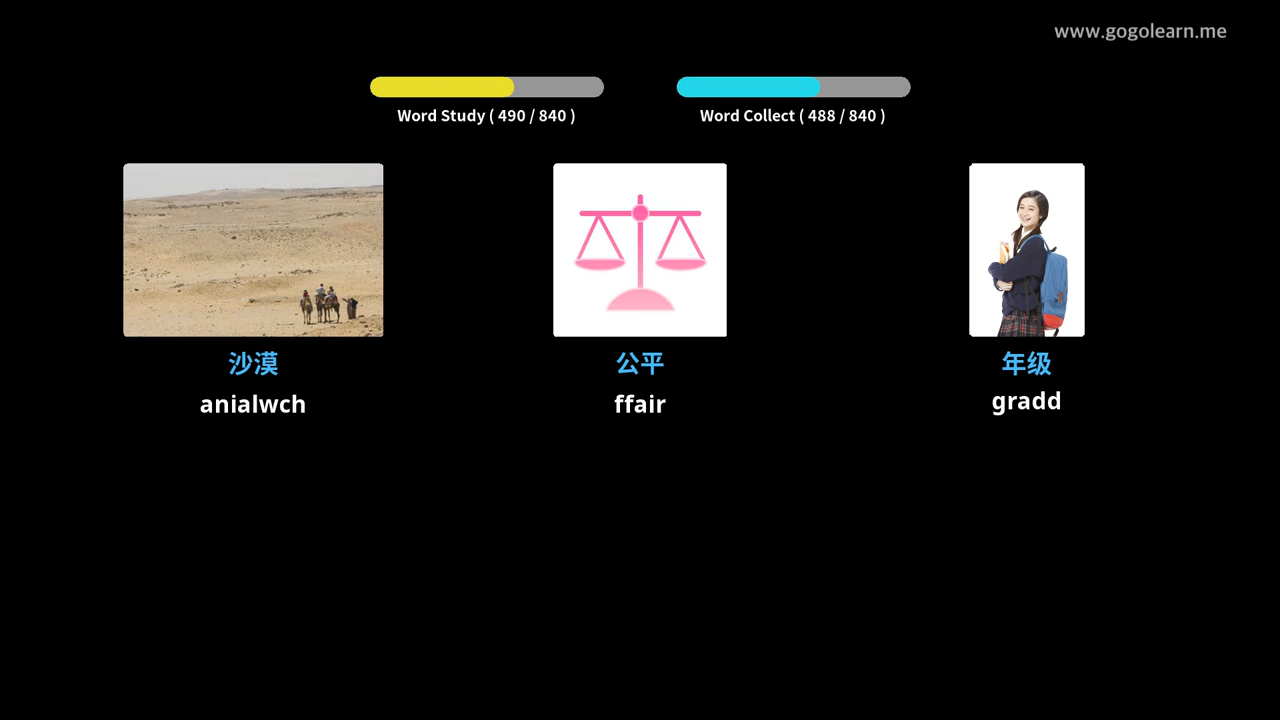 www.gogolearn.me
Word Study ( 490 / 840 )
Word Collect ( 488 / 840 )
沙漠
公平
年级
anialwch
ffair
gradd